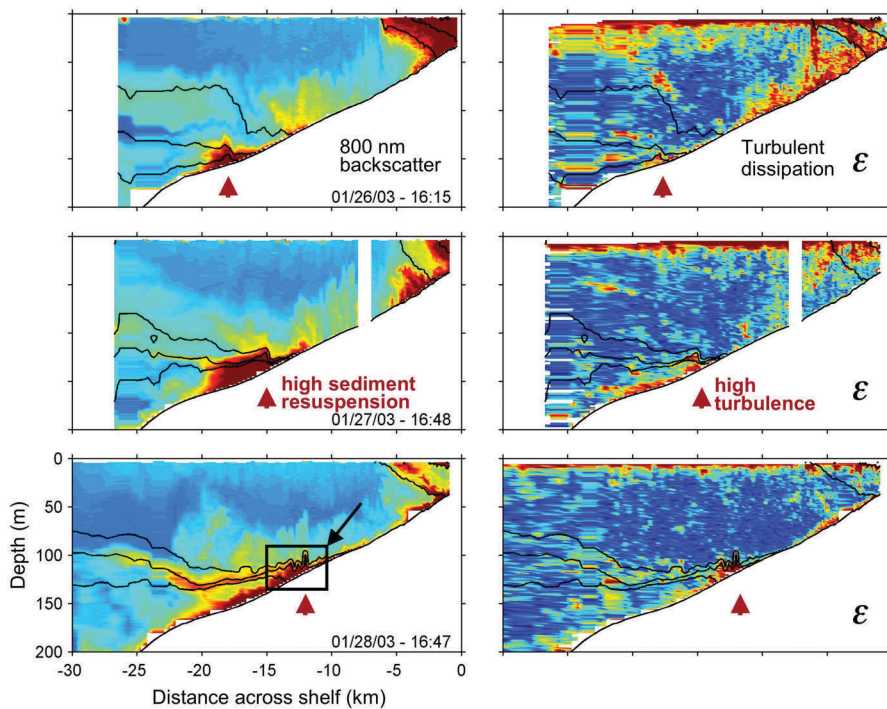 800 nm
backscatter
01/26/03 - 16:15
Turbulent
dissipation
ε
high sediment
resuspension
01/27/03 - 16:48
high
turbulence
ε
0
50
100
150
200
Depth (m)
01/28/03 - 16:47
-30
-25
-20
-15
-10
-5
0
Distance across shelf (km)
ε